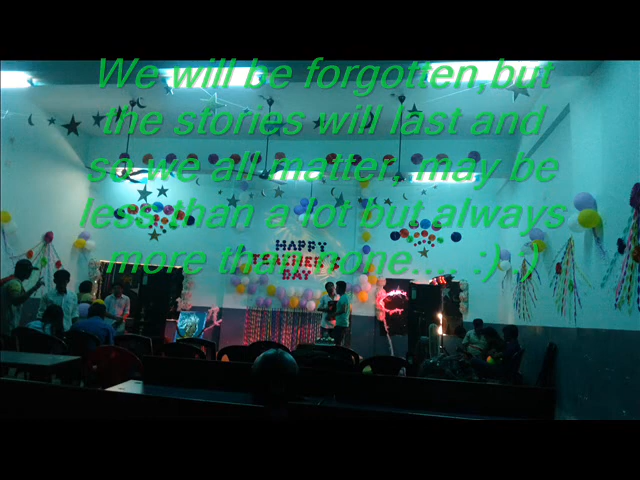 We will be forgotten,but
the stories will last and
so we all matter, may be
less than a lot but always
more than none... :) :)
HAPPY
TEACHER'S
DAY